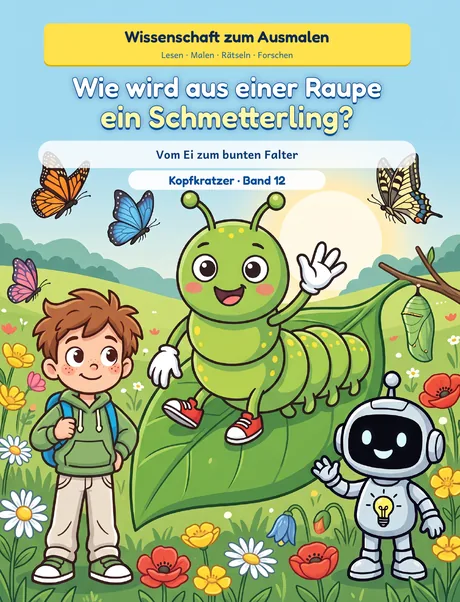 Wissenschaft zum Ausmalen
Lesen · Malen · Rätseln · Forschen
Wie wird aus einer Raupe
ein Schmetterling?
Vom Ei zum bunten Falter
Kopfkratzer · Band 12